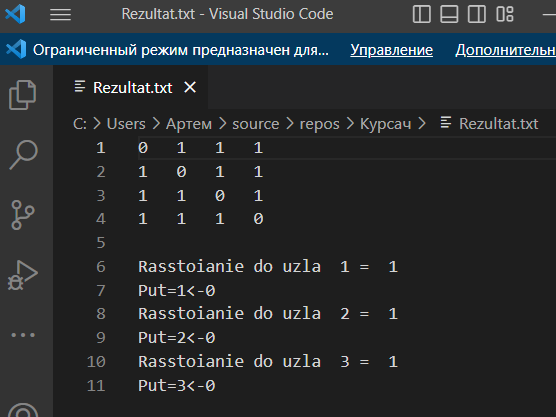 Rezultat.txt - Visual Studio Code
Ограниченный режим предназначен для... Управление Дополнительн
Rezultat.txt
C: > Users > Артем > source > repos > Курсач > Rezultat.txt
1 0 1 1 1
2 1 0 1 1
3 1 1 0 1
4 1 1 1 0
5
6 Rasstoianie do uzla 1 = 1
7 Put=1<-0
8 Rasstoianie do uzla 2 = 1
9 Put=2<-0
10 Rasstoianie do uzla 3 = 1
11 Put=3<-0